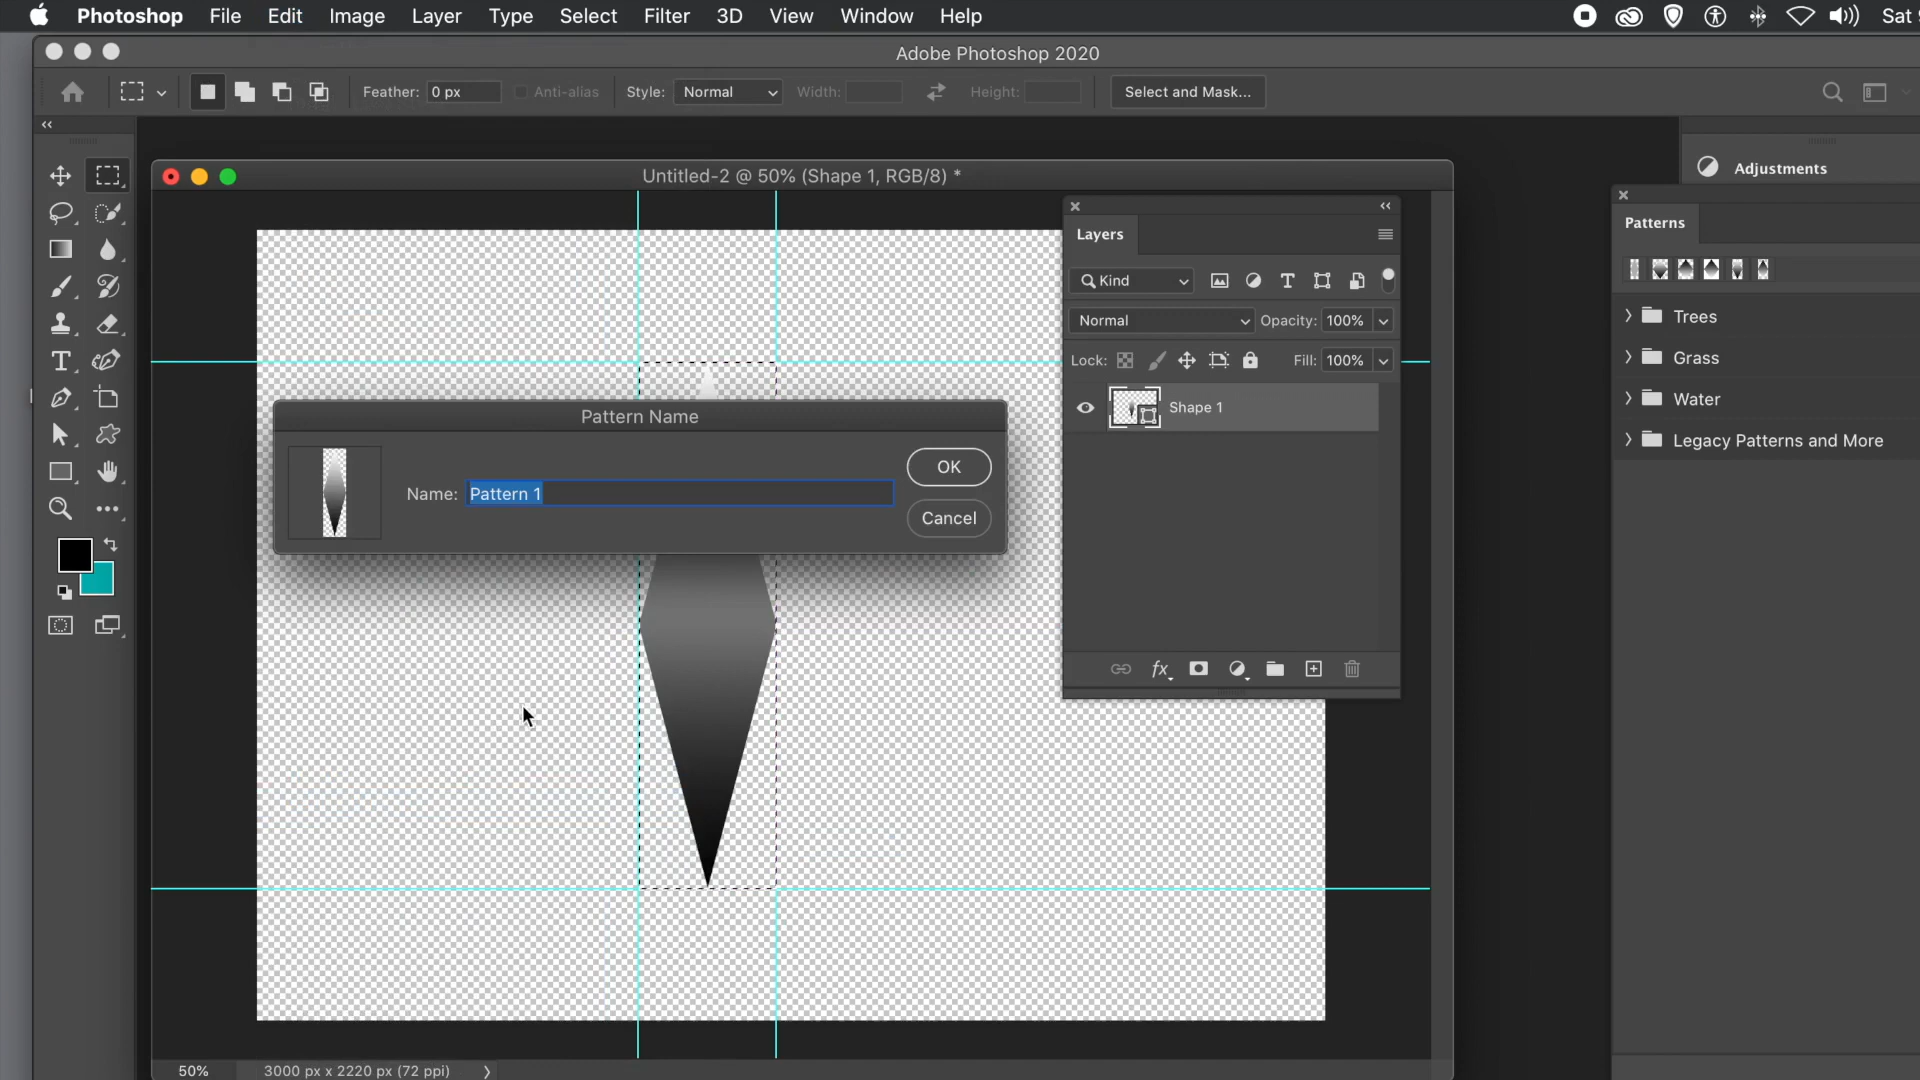 Photoshop File Edit Image Layer Type Select Filter 3D View Window Help Sat
Adobe Photoshop 2020
Feather: 0 px Anti-alias Style: Normal Width: Height: Select and Mask...
Untitled-2 @ 50% (Shape 1, RGB/8) *
Adjustments
Patterns
Layers
Kind
Trees
Normal Opacity: 100%
Grass
Lock: Fill: 100%
Water
Shape 1
Pattern Name
Legacy Patterns and More
OK
Name: Pattern 1
Cancel
fx
50% 3000 px x 2220 px (72 ppi)